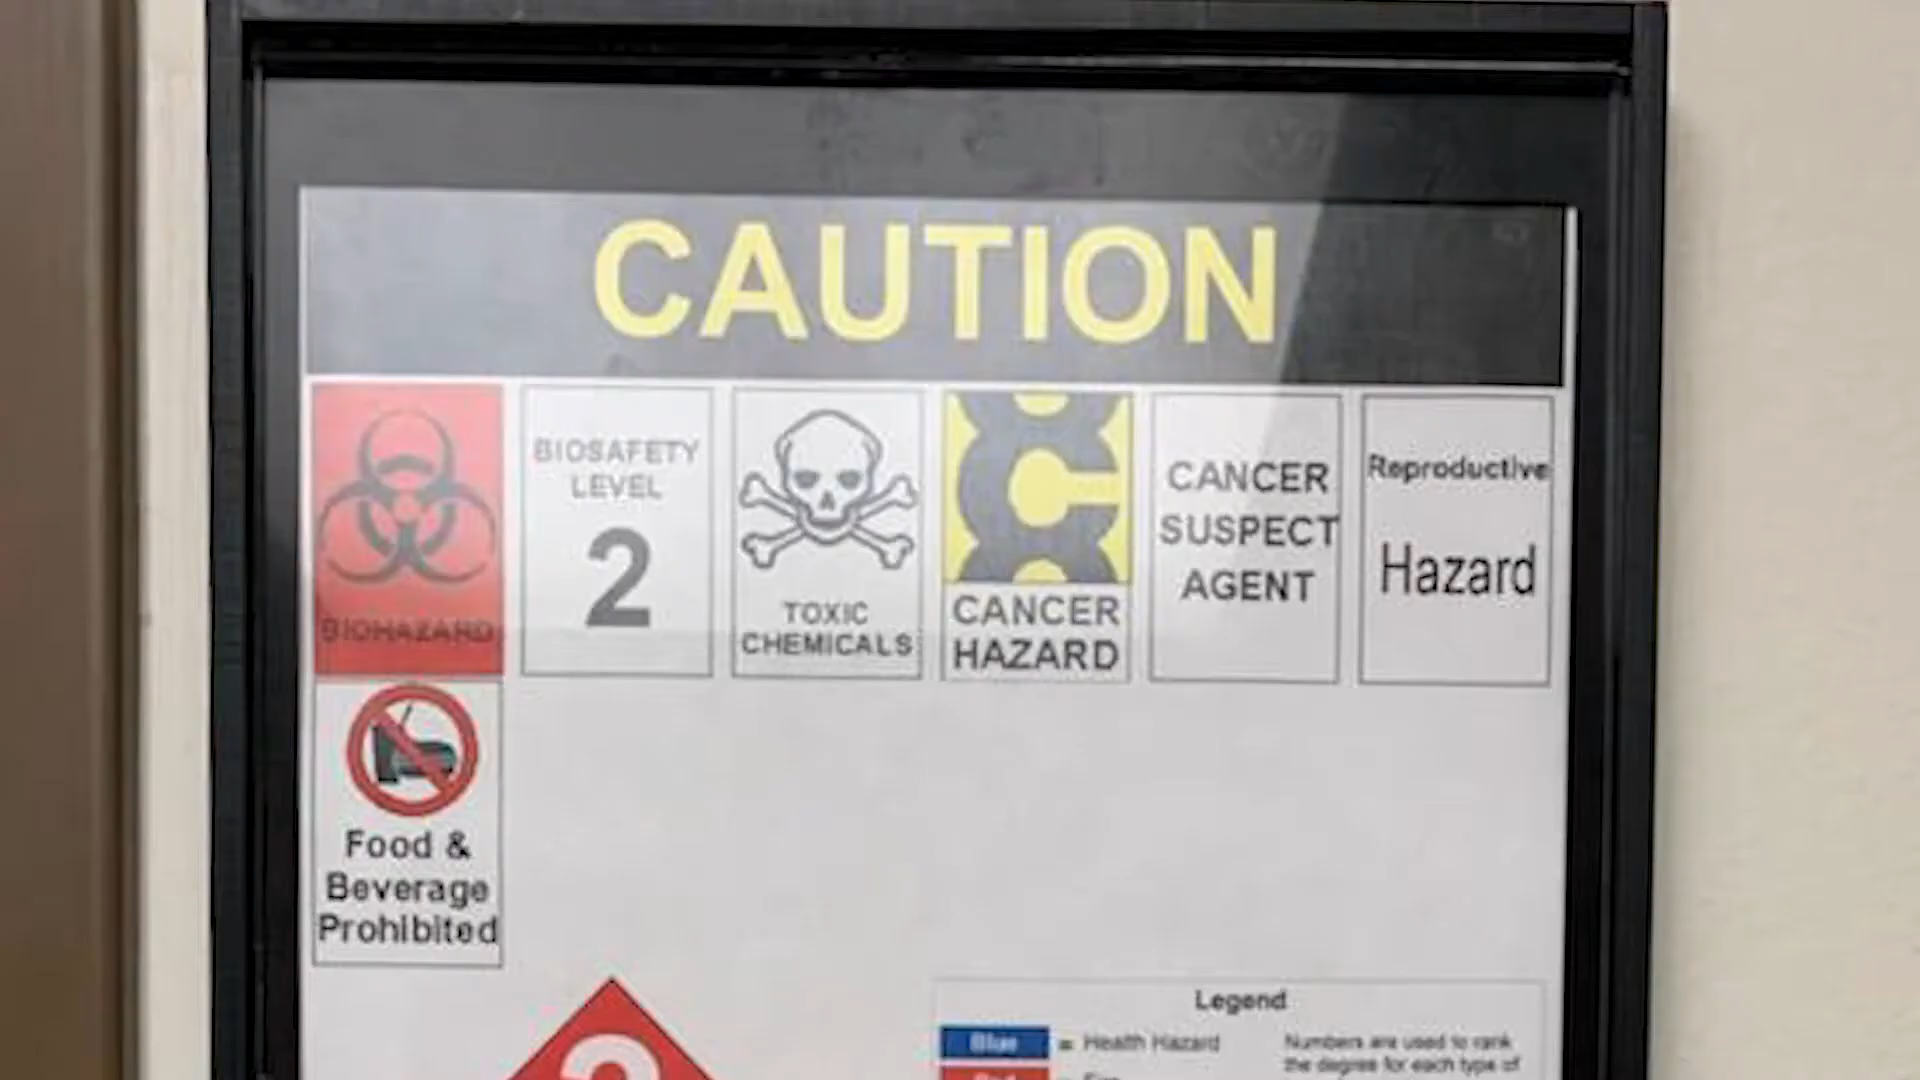 CAUTION
BIOHAZARD
BIOSAFETY
LEVEL
2
TOXIC
CHEMICALS
CANCER
HAZARD
CANCER
SUSPECT
AGENT
Reproductive
Hazard
Food &
Beverage
Prohibited
Legend
Blue = Health Hazard
Numbers are used to rank
the degree for each type of